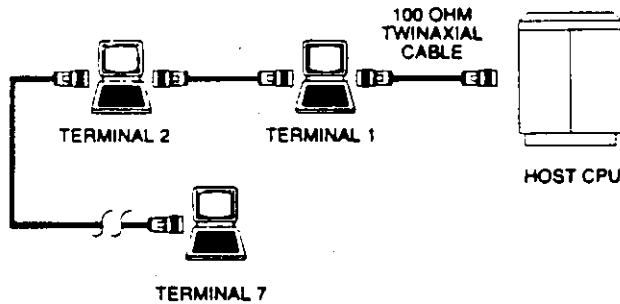 100 OHM
TWINAXIAL
CABLE
TERMINAL 2
TERMINAL 1
HOST CPU
TERMINAL 7